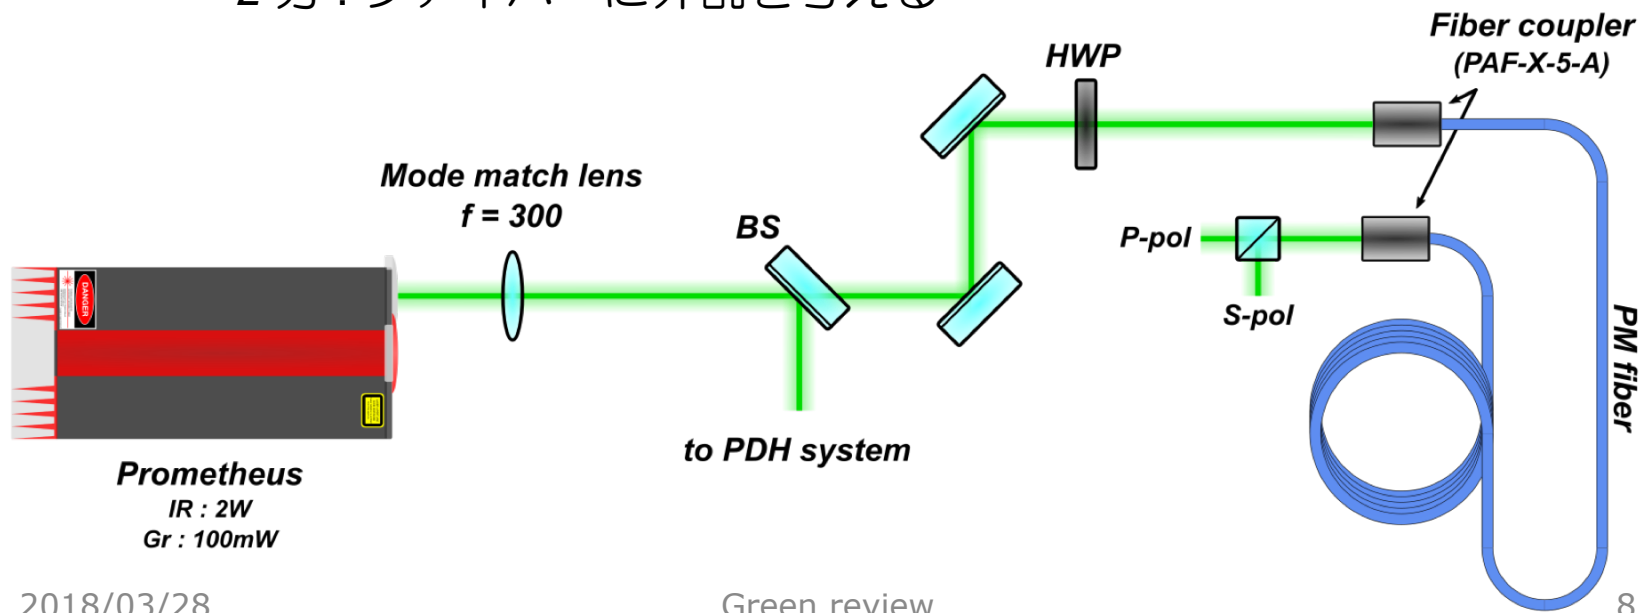 Fiber coupler
(PAF-X-5-A)
HWP
Mode match lens
f = 300
BS
P-pol
S-pol
DANGER
PM fiber
to PDH system
Prometheus
IR : 2W
Gr : 100mW
2018/03/28
Green review
8